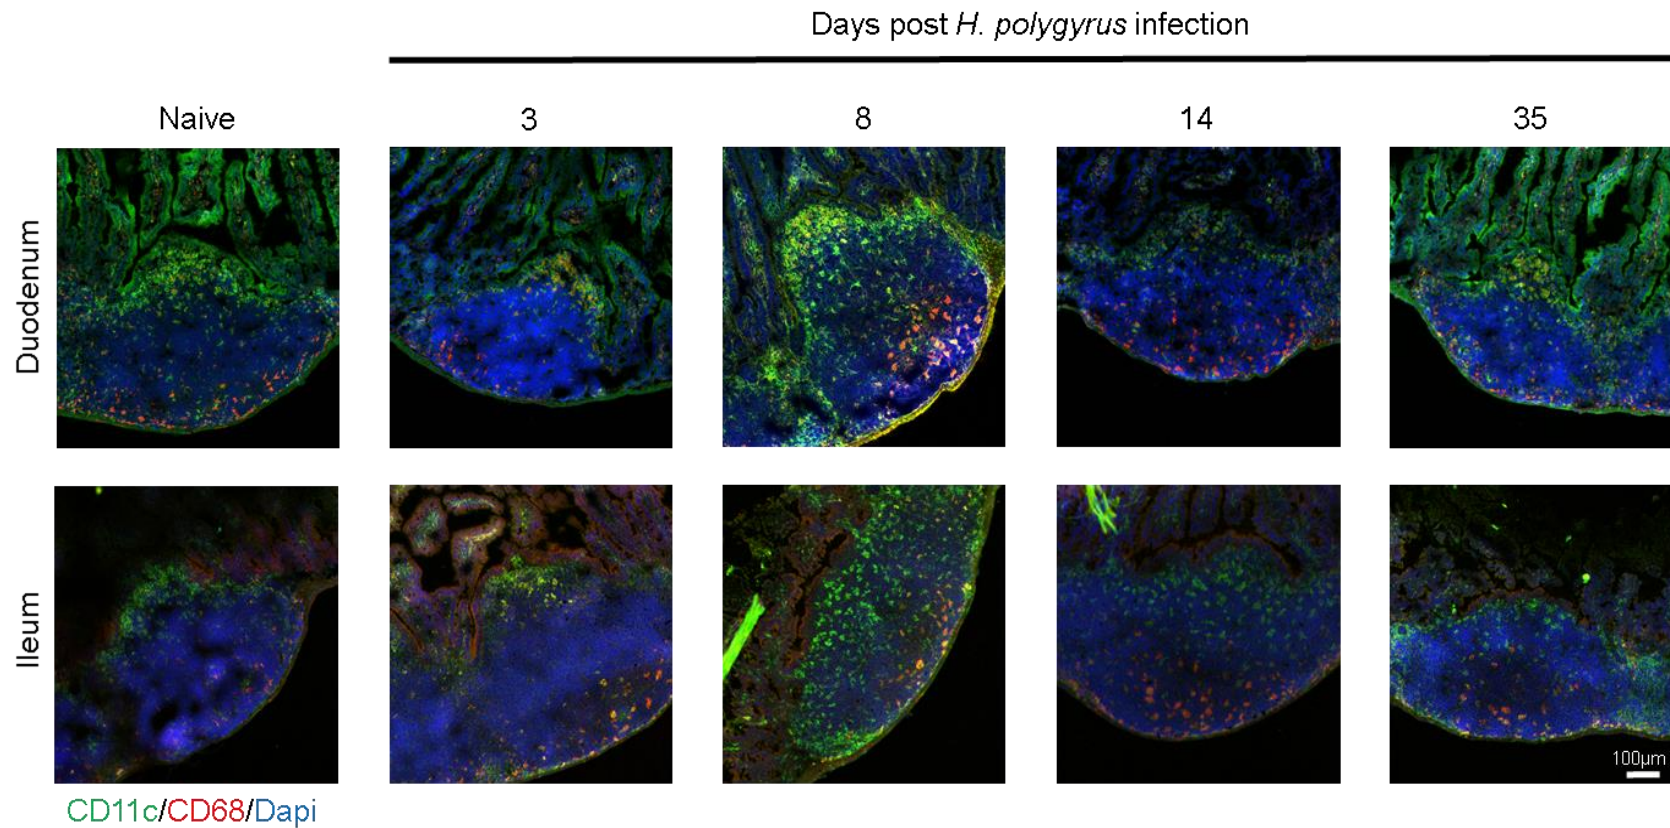 Days post H. polygyrus infection
Naive 3 8 14 35
Duodenum
Ileum
100µm
CD11c/CD68/Dapi